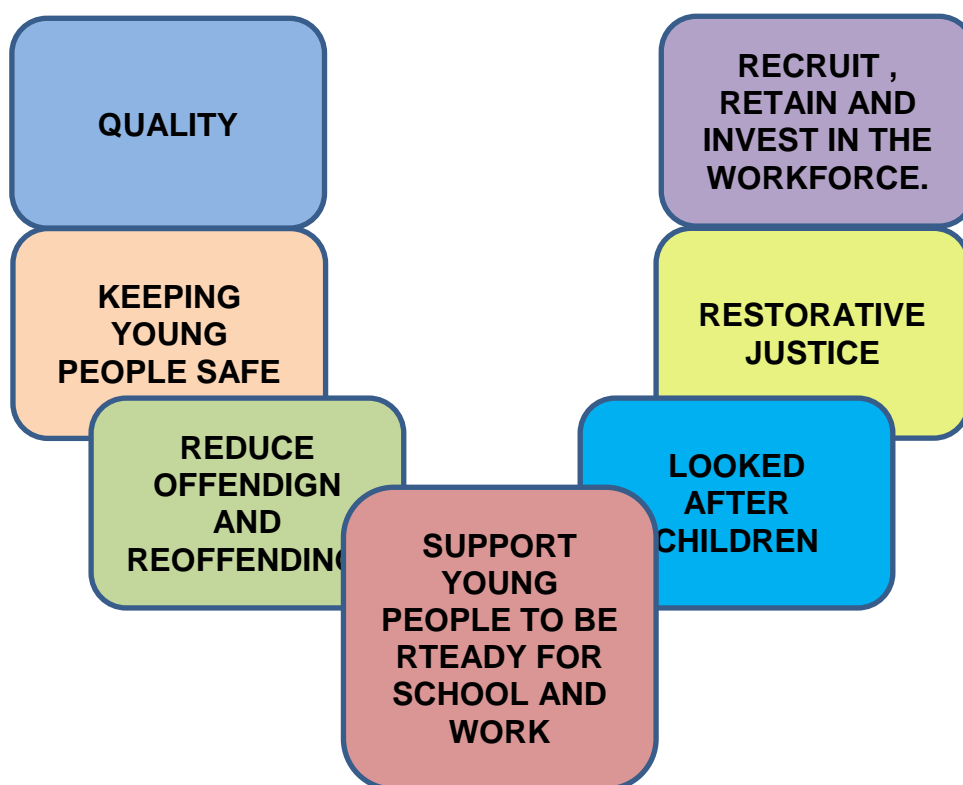 QUALITY
KEEPING
YOUNG
PEOPLE SAFE
REDUCE
OFFENDIGN
AND
REOFFENDING
SUPPORT
YOUNG
PEOPLE TO BE
RTEADY FOR
SCHOOL AND
WORK
LOOKED
AFTER
CHILDREN
RESTORATIVE
JUSTICE
RECRUIT ,
RETAIN AND
INVEST IN THE
WORKFORCE.